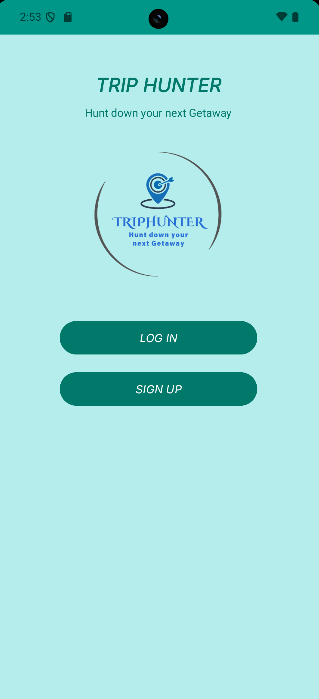 2:53
TRIP HUNTER
Hunt down your next Getaway
TRIPHUNTER
Hunt down your
next Getaway
LOG IN
SIGN UP